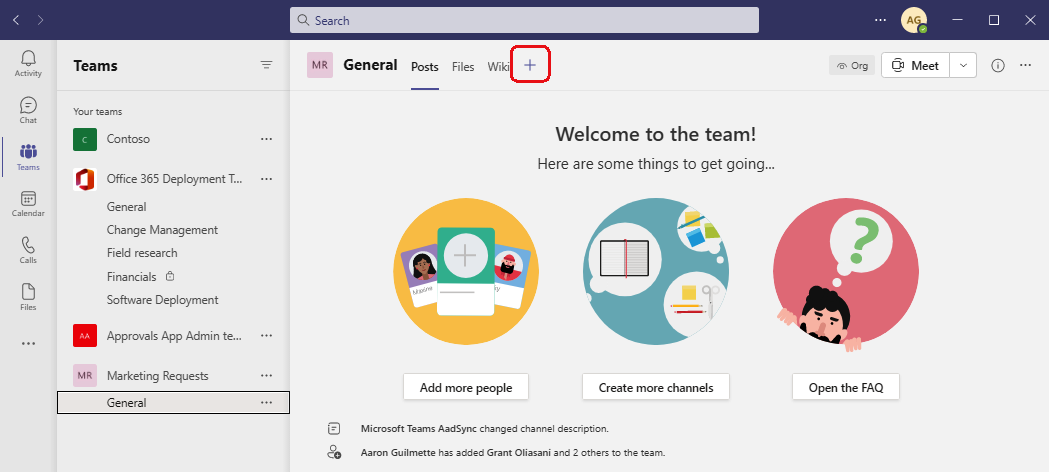 Search
AG
Activity
Chat
Teams
Calendar
Calls
Files
Teams
Your teams
C
Contoso
Office 365 Deployment T...
General
Change Management
Field research
Financials
Software Deployment
AA
Approvals App Admin te...
MR
Marketing Requests
General
MR
General
Posts
Files
Wiki
Org
Meet
Welcome to the team!
Here are some things to get going...
Maxine
?
Add more people
Create more channels
Open the FAQ
Microsoft Teams AadSync changed channel description.
Aaron Guilmette has added Grant Oliasani and 2 others to the team.